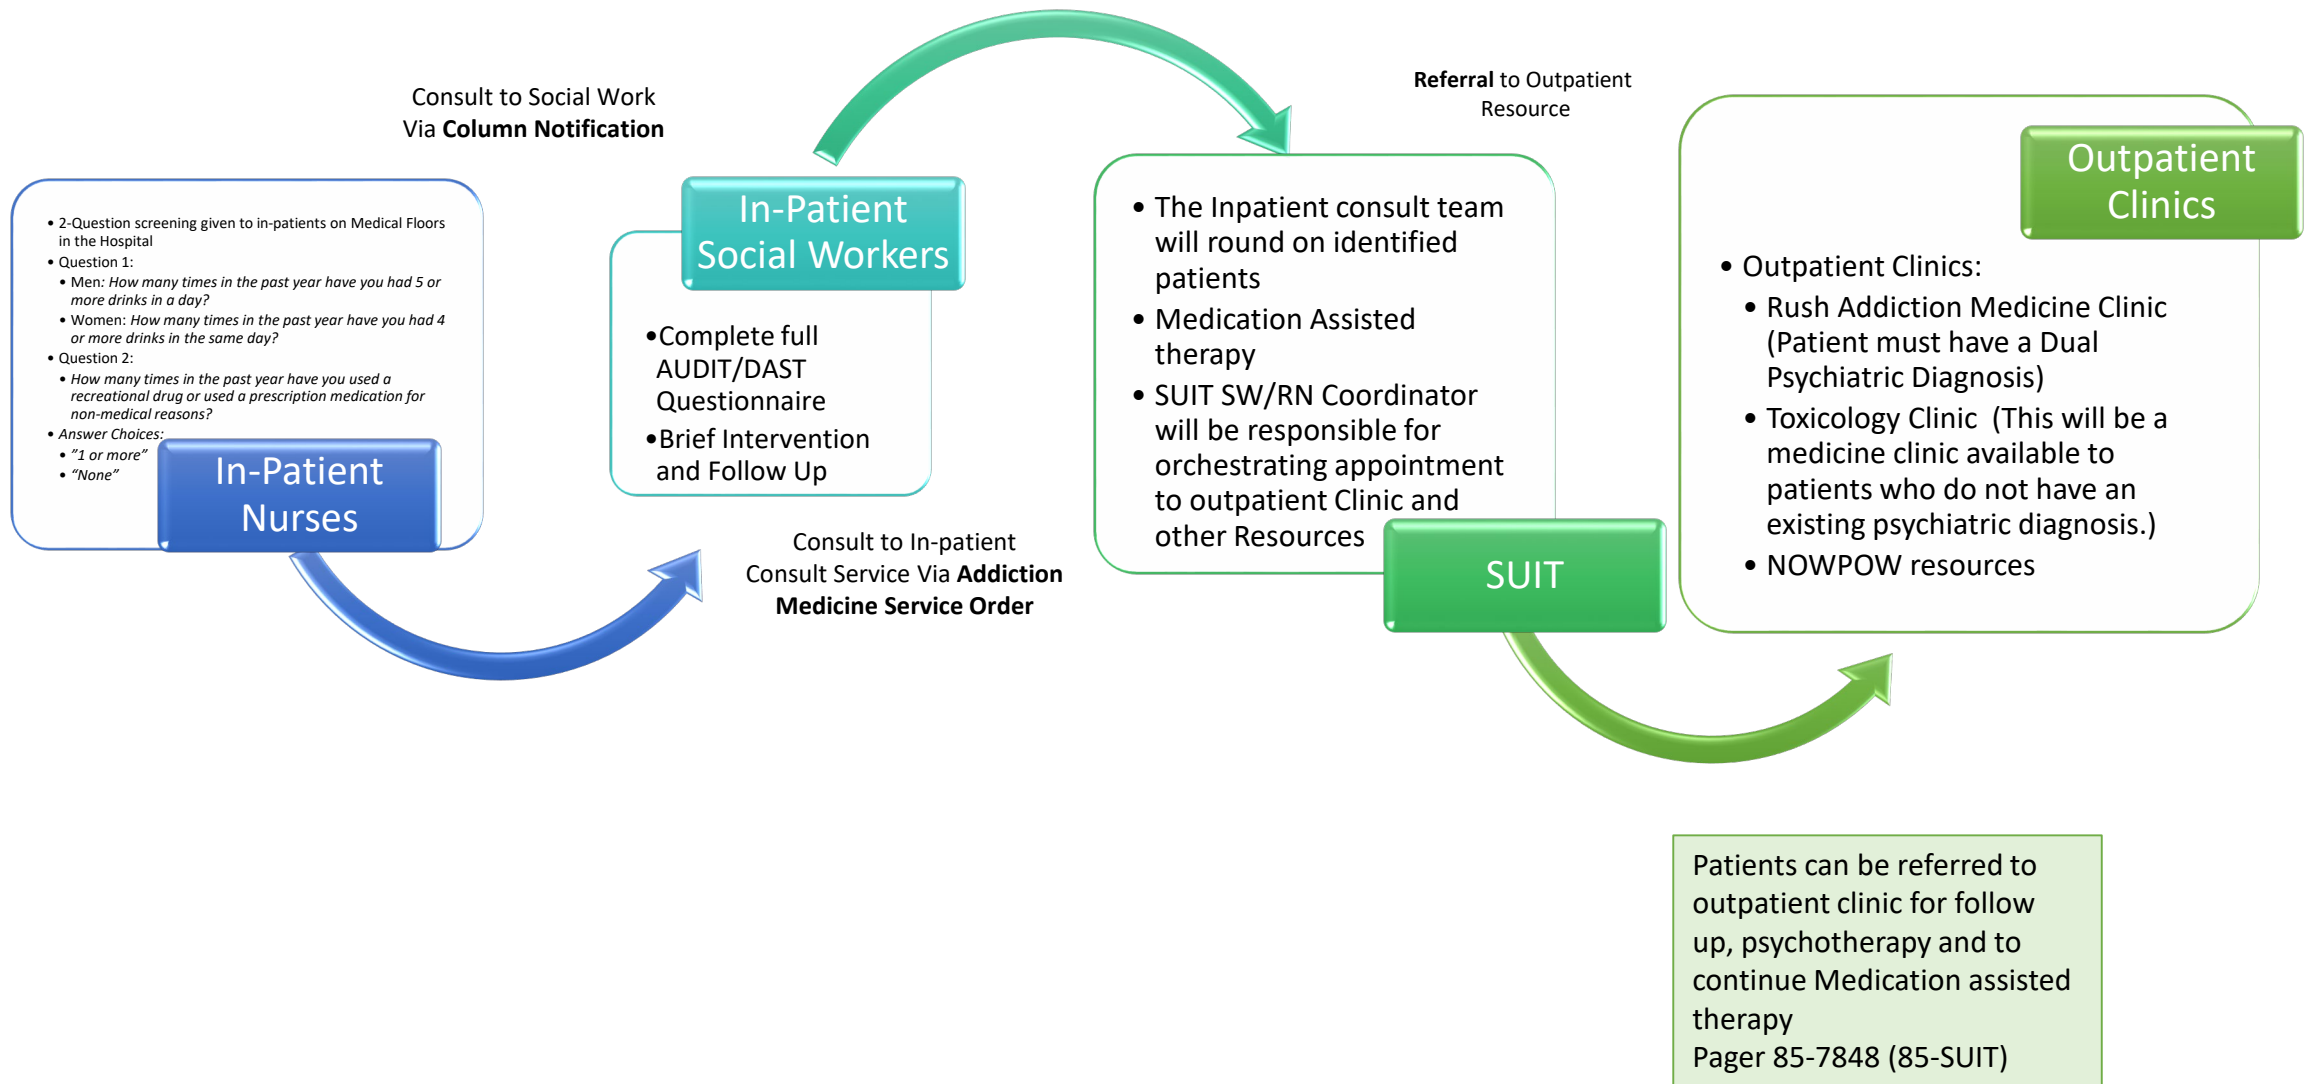 Consult to Social Work
Via Column Notification
• 2-Question screening given to in-patients on Medical Floors
in the Hospital
• Question 1:
• Men: How many times in the past year have you had 5 or
more drinks in a day?
• Women: How many times in the past year have you had 4
or more drinks in the same day?
• Question 2:
• How many times in the past year have you used a
recreational drug or used a prescription medication for
non-medical reasons?
• Answer Choices:
• "1 or more"
• "None"
In-Patient
Nurses
In-Patient
Social Workers
•Complete full
AUDIT/DAST
Questionnaire
•Brief Intervention
and Follow Up
Consult to In-patient
Consult Service Via Addiction
Medicine Service Order
• The Inpatient consult team
will round on identified
patients
• Medication Assisted
therapy
• SUIT SW/RN Coordinator
will be responsible for
orchestrating appointment
to outpatient Clinic and
other Resources
SUIT
Referral to Outpatient
Resource
Outpatient
Clinics
• Outpatient Clinics:
• Rush Addiction Medicine Clinic
(Patient must have a Dual
Psychiatric Diagnosis)
• Toxicology Clinic (This will be a
medicine clinic available to
patients who do not have an
existing psychiatric diagnosis.)
• NOWPOW resources
Patients can be referred to
outpatient clinic for follow
up, psychotherapy and to
continue Medication assisted
therapy
Pager 85-7848 (85-SUIT)